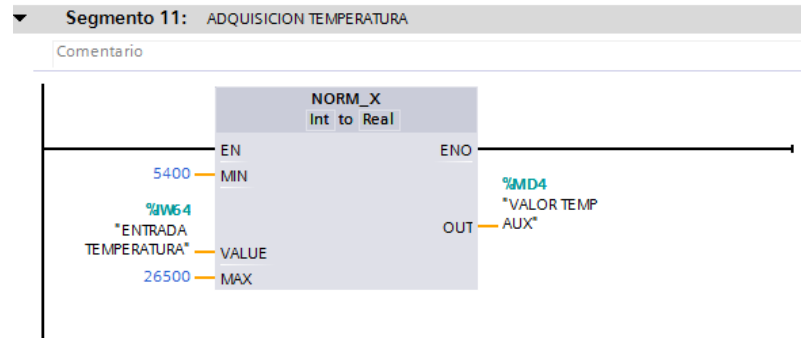 Segmento 11: ADQUISICION TEMPERATURA
Comentario
NORM_X
Int to Real
EN
ENO
5400
MIN
%IW64
"ENTRADA
TEMPERATURA"
VALUE
26500
MAX
%MD4
"VALOR TEMP
AUX"
OUT